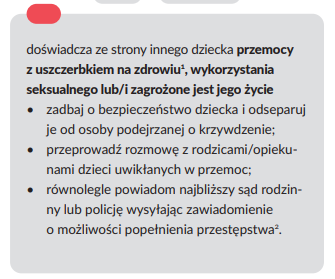 doświadcza ze strony innego dziecka przemocy
z uszczerbkiem na zdrowiu¹, wykorzystania
seksualnego lub/i zagrożone jest jego życie
• zadbaj o bezpieczeństwo dziecka i odseparuj
je od osoby podejrzanej o krzywdzenie;
• przeprowadź rozmowę z rodzicami/opieku-
nami dzieci uwikłanych w przemoc;
• równolegle powiadom najbliższy sąd rodzin-
ny lub policję wysyłając zawiadomienie
o możliwości popełnienia przestępstwa².